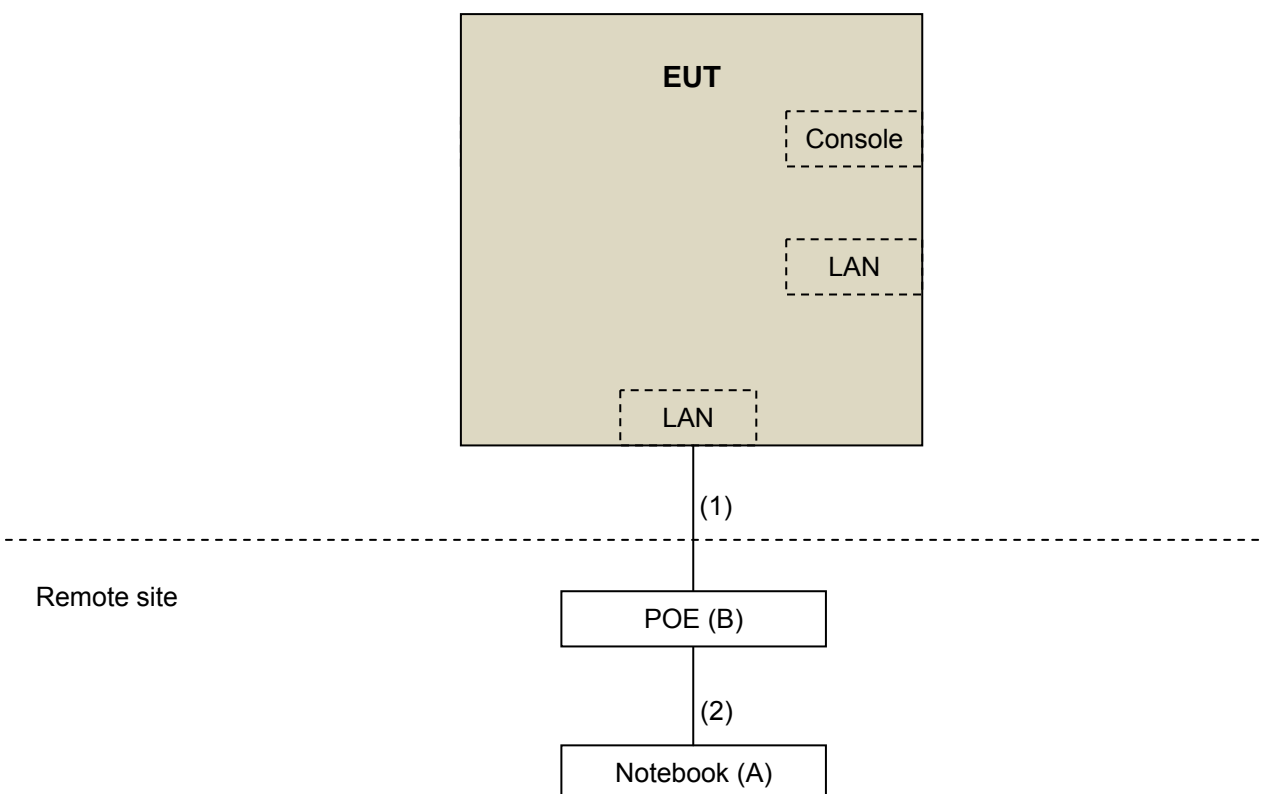 EUT
Console
LAN
LAN
(1)
Remote site
POE (B)
(2)
Notebook (A)